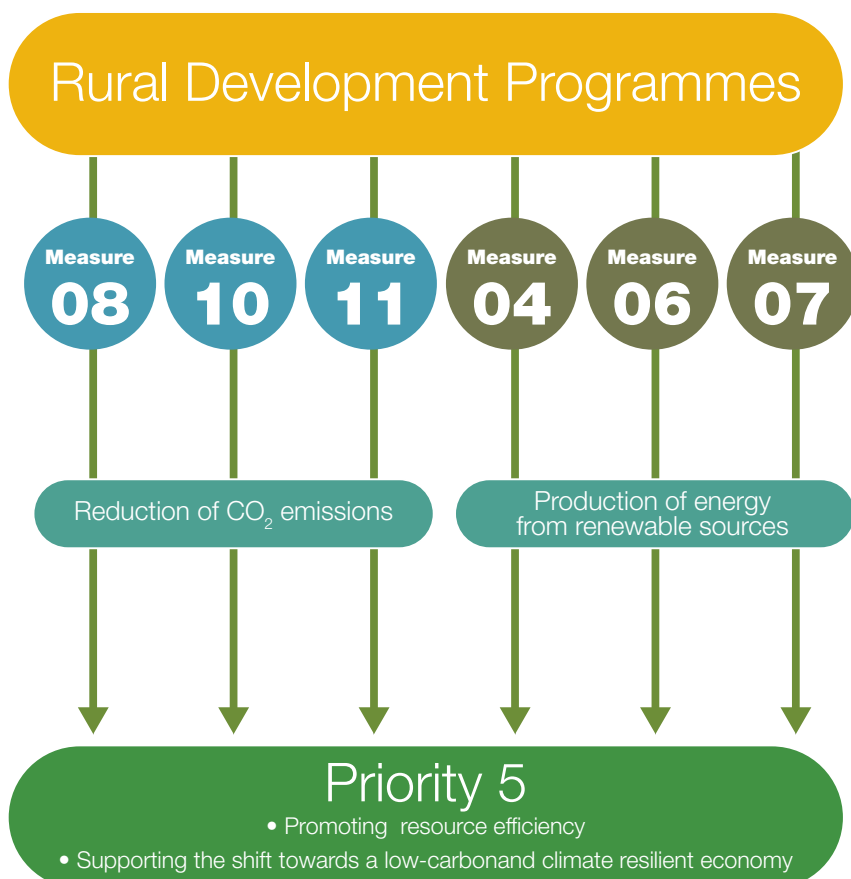 Rural Development Programmes
Measure
08
Measure
10
Measure
11
Measure
04
Measure
06
Measure
07
Reduction of CO₂ emissions
Production of energy
from renewable sources
Priority 5
• Promoting resource efficiency
• Supporting the shift towards a low-carbonand climate resilient economy